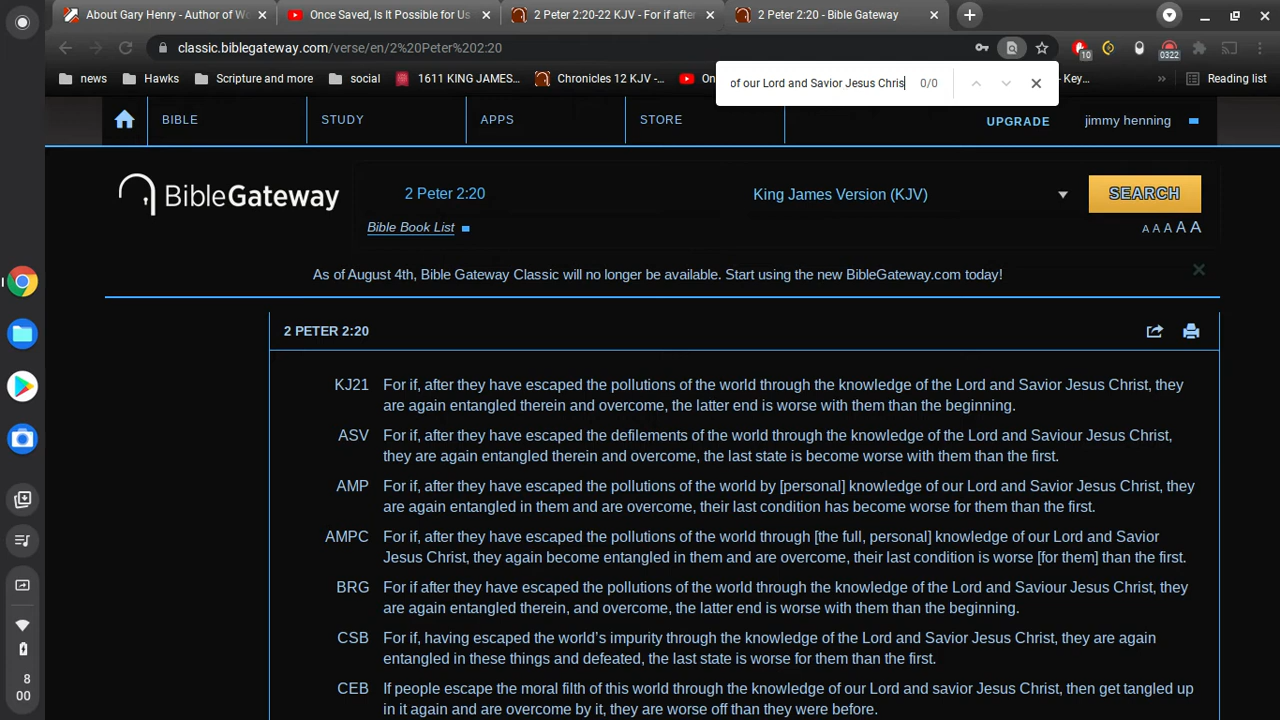 About Gary Henry - Author of Wo
Once Saved, Is It Possible for Us
2 Peter 2:20-22 KJV - For if after
2 Peter 2:20 - Bible Gateway
classic.biblegateway.com/verse/en/2%20Peter%202:20
10
0322
news
Hawks
Scripture and more
social
1611 KING JAMES...
Chronicles 12 KJV -...
On
- Key...
»
Reading list
of our Lord and Savior Jesus Chris
0/0
BIBLE
STUDY
APPS
STORE
UPGRADE
jimmy henning
BibleGateway
2 Peter 2:20
King James Version (KJV)
SEARCH
Bible Book List
A A A A A
As of August 4th, Bible Gateway Classic will no longer be available. Start using the new BibleGateway.com today!
2 PETER 2:20
KJ21 For if, after they have escaped the pollutions of the world through the knowledge of the Lord and Savior Jesus Christ, they
are again entangled therein and overcome, the latter end is worse with them than the beginning.
ASV For if, after they have escaped the defilements of the world through the knowledge of the Lord and Saviour Jesus Christ,
they are again entangled therein and overcome, the last state is become worse with them than the first.
AMP For if, after they have escaped the pollutions of the world by [personal] knowledge of our Lord and Savior Jesus Christ, they
are again entangled in them and are overcome, their last condition has become worse for them than the first.
AMPC For if, after they have escaped the pollutions of the world through [the full, personal] knowledge of our Lord and Savior
Jesus Christ, they again become entangled in them and are overcome, their last condition is worse [for them] than the first.
BRG For if after they have escaped the pollutions of the world through the knowledge of the Lord and Saviour Jesus Christ, they
are again entangled therein, and overcome, the latter end is worse with them than the beginning.
CSB For if, having escaped the world's impurity through the knowledge of the Lord and Savior Jesus Christ, they are again
entangled in these things and defeated, the last state is worse for them than the first.
CEB If people escape the moral filth of this world through the knowledge of our Lord and savior Jesus Christ, then get tangled up
in it again and are overcome by it, they are worse off than they were before.
8
00